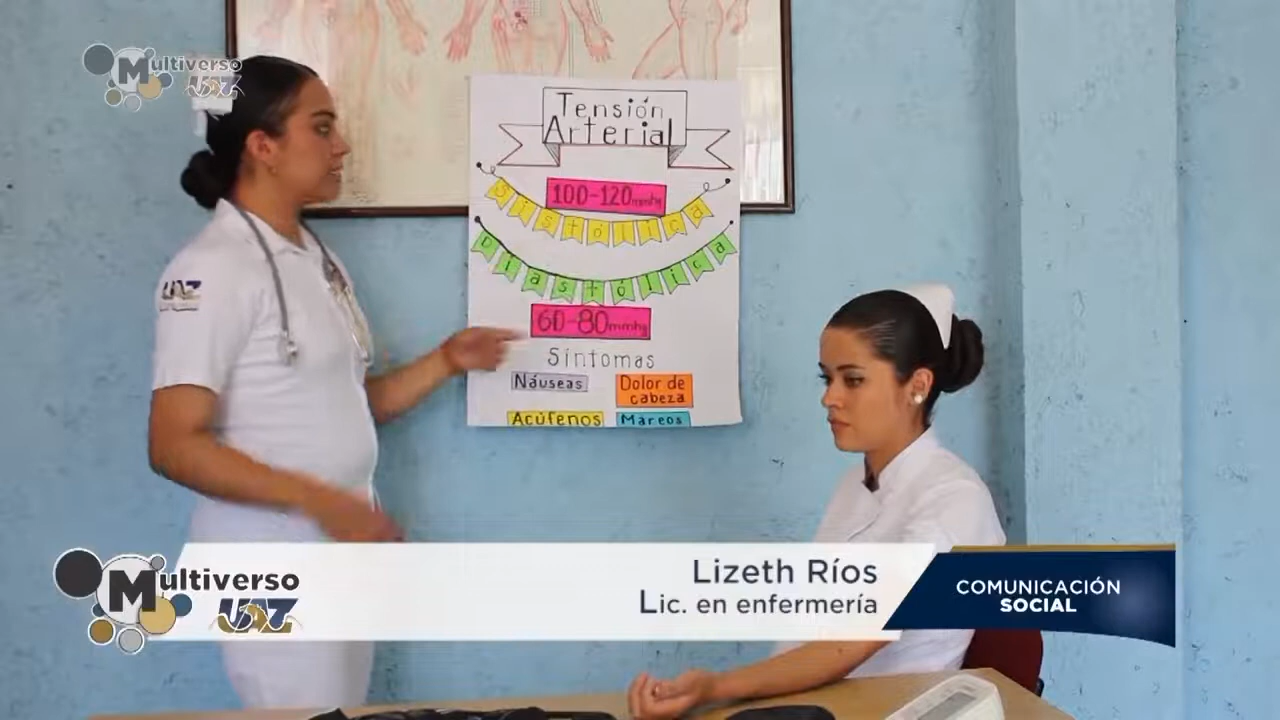 Multiverso
UAZ
Tensión
Arterial
100-120mmhg
Sistólica
Diastólica
60-80mmhg
Síntomas
Náuseas
Dolor de
cabeza
Acúfenos
Mareos
UAZ
Multiverso
UAZ
Lizeth Ríos
Lic. en enfermería
COMUNICACIÓN
SOCIAL